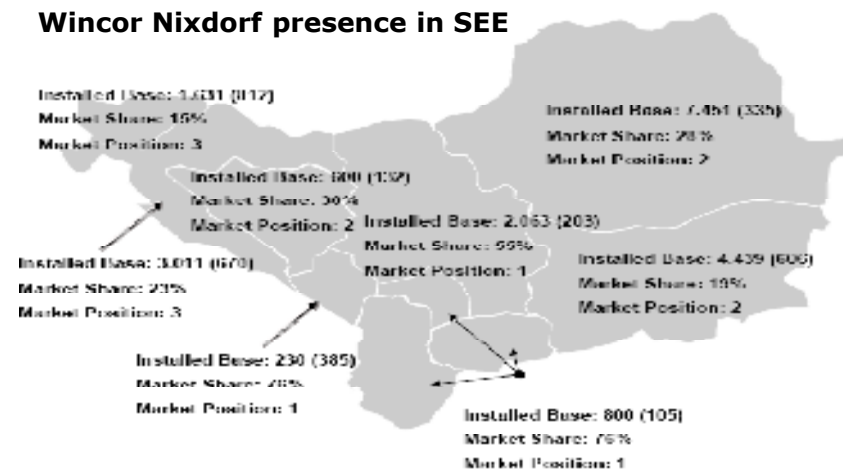 Wincor Nixdorf presence in SEE
Installed Base: 1.631 (812)
Market Share: 15%
Market Position: 3
Installed Base: 7.451 (335)
Market Share: 28%
Market Position: 2
Installed Base: 600 (132)
Market Share: 30%
Market Position: 2
Installed Base: 2.063 (203)
Market Share: 55%
Market Position: 1
Installed Base: 3.011 (670)
Market Share: 23%
Market Position: 3
Installed Base: 4.439 (606)
Market Share: 19%
Market Position: 2
Installed Base: 230 (385)
Market Share: 76%
Market Position: 1
Installed Base: 800 (105)
Market Share: 76%
Market Position: 1